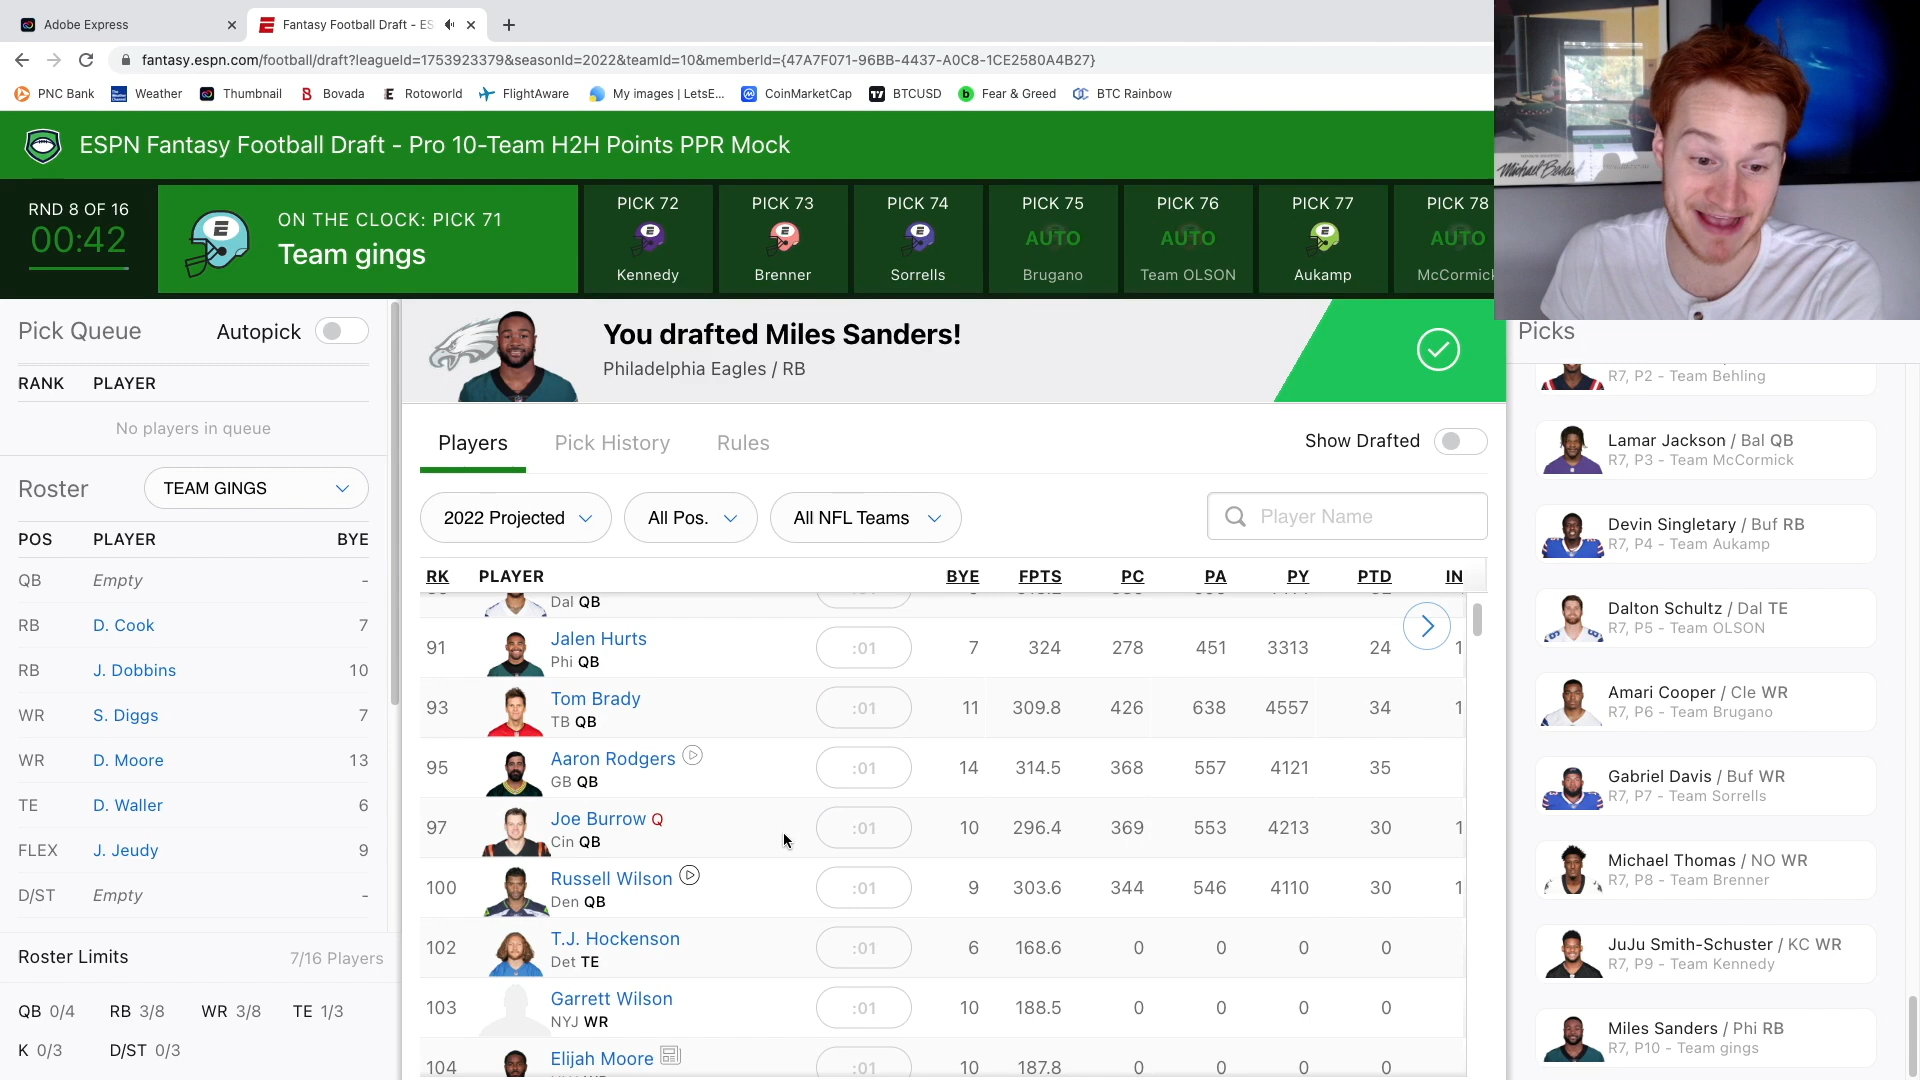 Adobe Express
Fantasy Football Draft - ES
fantasy.espn.com/football/draft?leagueId=1753923379&seasonId=2022&teamId=10&memberId={47A7F071-96BB-4437-A0C8-1CE2580A4B27}
PNC Bank Weather Thumbnail Bovada Rotoworld FlightAware My images | LetsE... CoinMarketCap BTCUSD Fear & Greed BTC Rainbow
ESPN Fantasy Football Draft - Pro 10-Team H2H Points PPR Mock
RND 8 OF 16
00:42
ON THE CLOCK: PICK 71
Team gings
PICK 72
Kennedy
PICK 73
Brenner
PICK 74
Sorrells
PICK 75
AUTO
Brugano
PICK 76
AUTO
Team OLSON
PICK 77
Aukamp
PICK 78
AUTO
McCormick
Pick Queue Autopick
RANK PLAYER
No players in queue
Roster TEAM GINGS
POS PLAYER BYE
QB Empty -
RB D. Cook 7
RB J. Dobbins 10
WR S. Diggs 7
WR D. Moore 13
TE D. Waller 6
FLEX J. Jeudy 9
D/ST Empty -
Roster Limits 7/16 Players
QB 0/4 RB 3/8 WR 3/8 TE 1/3
K 0/3 D/ST 0/3
You drafted Miles Sanders!
Philadelphia Eagles / RB
Players Pick History Rules Show Drafted
2022 Projected All Pos. All NFL Teams Player Name
RK PLAYER BYE FPTS PC PA PY PTD IN
Dal QB
91 Jalen Hurts :01 7 324 278 451 3313 24 1
Phi QB
93 Tom Brady :01 11 309.8 426 638 4557 34 1
TB QB
95 Aaron Rodgers :01 14 314.5 368 557 4121 35
GB QB
97 Joe Burrow Q :01 10 296.4 369 553 4213 30 1
Cin QB
100 Russell Wilson :01 9 303.6 344 546 4110 30 1
Den QB
102 T.J. Hockenson :01 6 168.6 0 0 0 0
Det TE
103 Garrett Wilson :01 10 188.5 0 0 0 0
NYJ WR
104 Elijah Moore :01 10 187.8 0 0 0 0
Picks
R7, P2 - Team Behling
Lamar Jackson / Bal QB
R7, P3 - Team McCormick
Devin Singletary / Buf RB
R7, P4 - Team Aukamp
Dalton Schultz / Dal TE
R7, P5 - Team OLSON
Amari Cooper / Cle WR
R7, P6 - Team Brugano
Gabriel Davis / Buf WR
R7, P7 - Team Sorrells
Michael Thomas / NO WR
R7, P8 - Team Brenner
JuJu Smith-Schuster / KC WR
R7, P9 - Team Kennedy
Miles Sanders / Phi RB
R7, P10 - Team gings